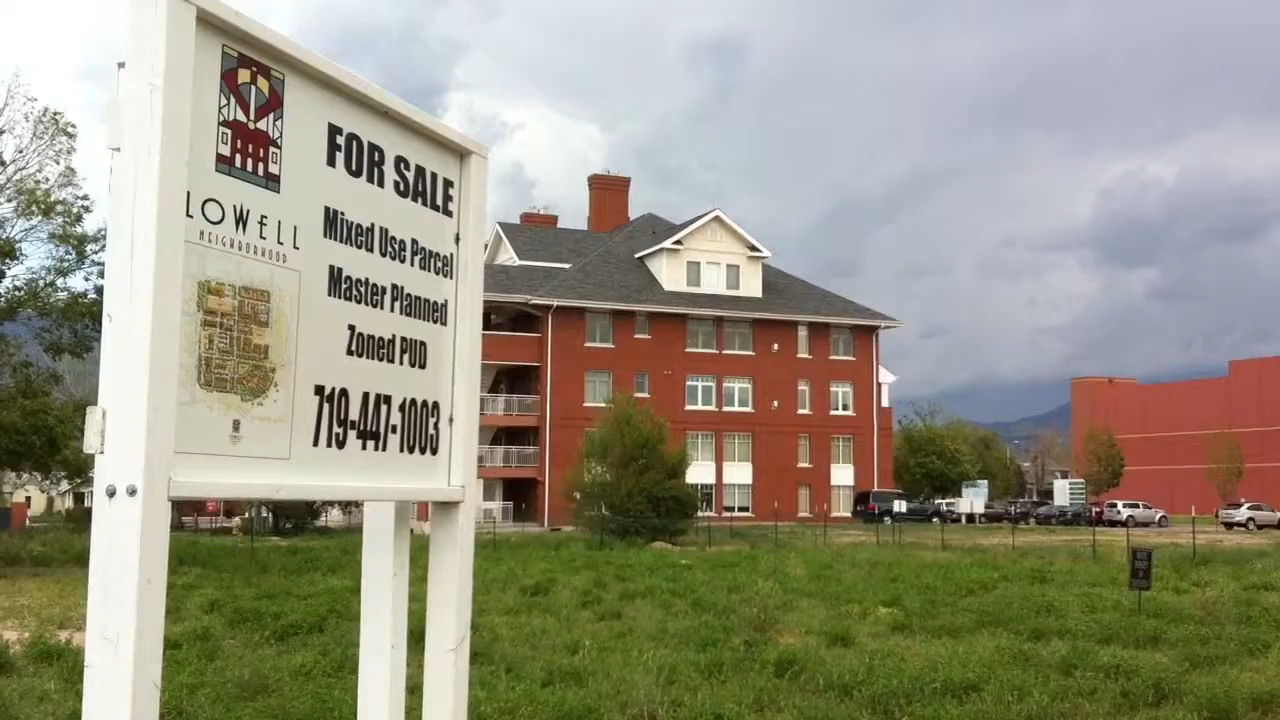 LOWELL
NEIGHBORHOOD
FOR SALE
Mixed Use Parcel
Master Planned
Zoned PUD
719-447-1003